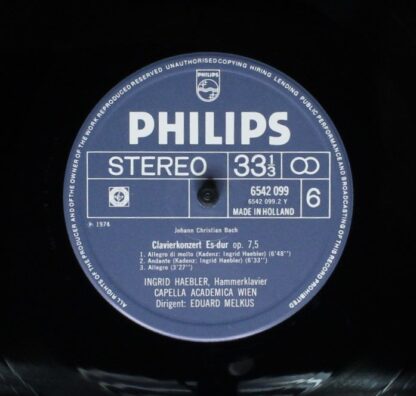 ALL RIGHTS OF THE PRODUCER AND OF THE OWNER OF THE WORK REPRODUCED RESERVED UNAUTHORISED COPYING HIRING LENDING PUBLIC PERFORMANCE AND BROADCASTING OF THIS RECORD PROHIBITED
PHILIPS
PHILIPS
STEREO 33 1/3
6542 099
6542 099.2 Y
MADE IN HOLLAND
6
℗ 1974
Johann Christian Bach
Clavierkonzert Es-dur op. 7,5
1. Allegro di molto (Kadenz: Ingrid Haebler) (6'48")
2. Andante (Kadenz: Ingrid Haebler) (6'33")
3. Allegro (3'27")
INGRID HAEBLER, Hammerklavier
CAPELLA ACADEMICA WIEN
Dirigent: EDUARD MELKUS